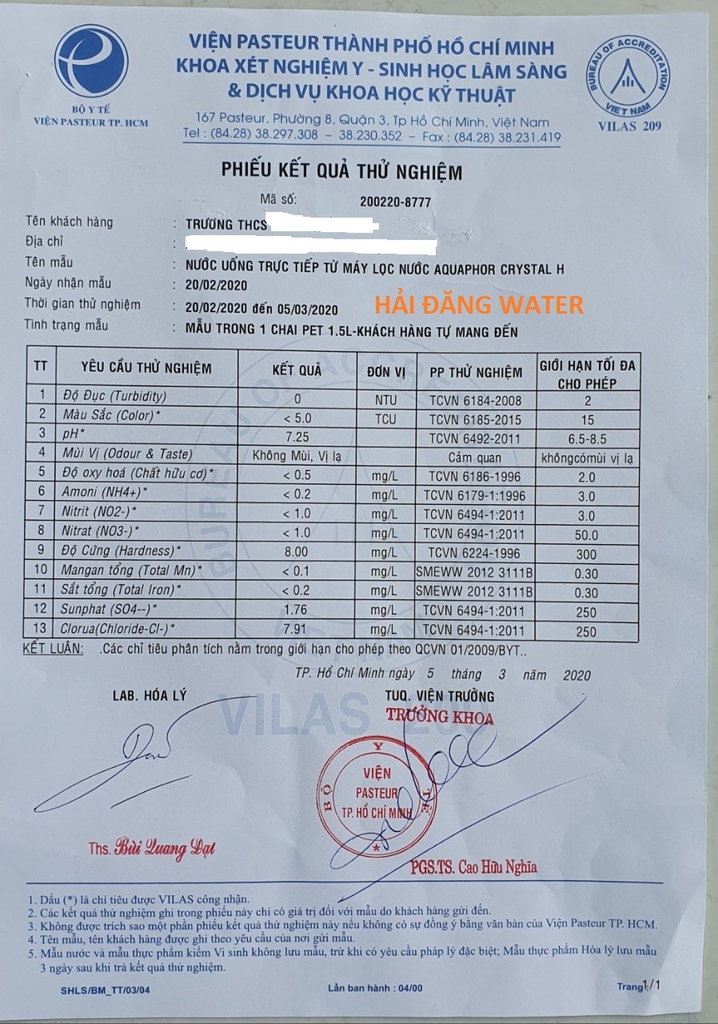 VIỆN PASTEUR THÀNH PHỐ HỒ CHÍ MINH
KHOA XÉT NGHIỆM Y - SINH HỌC LÂM SÀNG
& DỊCH VỤ KHOA HỌC KỸ THUẬT
167 Pasteur, Phường 8, Quận 3, Tp Hồ Chí Minh, Việt Nam
Tel : (84.28) 38.297.308 – 38.230.352 – Fax : (84.28) 38.231.419
BỘ Y TẾ
VIỆN PASTEUR TP. HCM
BUREAU OF ACCREDITATION
VIET NAM
VILAS 209
PHIẾU KẾT QUẢ THỬ NGHIỆM
Mã số: 200220-8777
Tên khách hàng : TRƯỜNG THCS
Địa chỉ :
Tên mẫu : NƯỚC UỐNG TRỰC TIẾP TỪ MÁY LỌC NƯỚC AQUAPHOR CRYSTAL H
Ngày nhận mẫu : 20/02/2020
Thời gian thử nghiệm : 20/02/2020 đến 05/03/2020
HẢI ĐĂNG WATER
Tình trạng mẫu : MẪU TRONG 1 CHAI PET 1.5L-KHÁCH HÀNG TỰ MANG ĐẾN
TT YÊU CẦU THỬ NGHIỆM KẾT QUẢ ĐƠN VỊ PP THỬ NGHIỆM GIỚI HẠN TỐI ĐA CHO PHÉP
1 Độ Đục (Turbidity) 0 NTU TCVN 6184-2008 2
2 Màu Sắc (Color)* < 5.0 TCU TCVN 6185-2015 15
3 pH* 7.25 TCVN 6492-2011 6.5-8.5
4 Mùi Vị (Odour & Taste) Không Mùi, Vị lạ Cảm quan khôngcómùi vị lạ
5 Độ oxy hoá (Chất hữu cơ)* < 0.5 mg/L TCVN 6186-1996 2.0
6 Amoni (NH4+)* < 0.2 mg/L TCVN 6179-1:1996 3.0
7 Nitrit (NO2-)* < 1.0 mg/L TCVN 6494-1:2011 3.0
8 Nitrat (NO3-)* < 1.0 mg/L TCVN 6494-1:2011 50.0
9 Độ Cứng (Hardness)* 8.00 mg/L TCVN 6224-1996 300
10 Mangan tổng (Total Mn)* < 0.1 mg/L SMEWW 2012 3111B 0.30
11 Sắt tổng (Total Iron)* < 0.2 mg/L SMEWW 2012 3111B 0.30
12 Sunphat (SO4--)* 1.76 mg/L TCVN 6494-1:2011 250
13 Clorua(Chloride-Cl-)* 7.91 mg/L TCVN 6494-1:2011 250
KẾT LUẬN: .Các chỉ tiêu phân tích nằm trong giới hạn cho phép theo QCVN 01/2009/BYT..
TP. Hồ Chí Minh ngày 5 tháng 3 năm 2020
LAB. HÓA LÝ
TUQ. VIỆN TRƯỞNG
TRƯỞNG KHOA
VILAS 209
BỘ Y TẾ
VIỆN
PASTEUR
TP. HỒ CHÍ MINH
Ths. Bùi Quang Đạt
PGS.TS. Cao Hữu Nghĩa
1. Dấu (*) là chỉ tiêu được VILAS công nhận.
2. Các kết quả thử nghiệm ghi trong phiếu này chỉ có giá trị đối với mẫu do khách hàng gửi đến.
3. Không được trích sao một phần phiếu kết quả thử nghiệm này nếu không có sự đồng ý bằng văn bản của Viện Pasteur TP. HCM.
4. Tên mẫu, tên khách hàng được ghi theo yêu cầu của nơi gửi mẫu.
5. Mẫu nước và mẫu thực phẩm kiểm Vi sinh không lưu mẫu, trừ khi có yêu cầu pháp lý đặc biệt; Mẫu thực phẩm Hóa lý lưu mẫu
3 ngày sau khi trả kết quả thử nghiệm.
SHLS/BM_TT/03/04 Lần ban hành : 04/00 Trang: 1/1